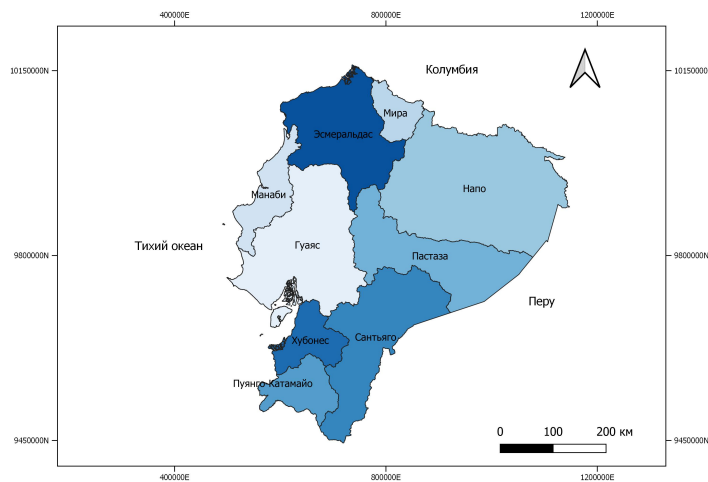 400000E 800000E 1200000E
10150000N 10150000N
Колумбия
Мира
Эсмеральдас
Напо
Манаби
Тихий океан
Гуаяс
Пастаза
9800000N 9800000N
Перу
Хубонес
Сантьяго
Пуянго-Катамайо
0 100 200 км
9450000N 9450000N
400000E 800000E 1200000E